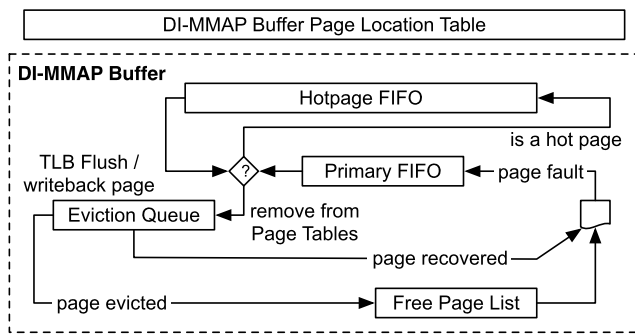 DI-MMAP Buffer Page Location Table
DI-MMAP Buffer
Hotpage FIFO
is a hot page
TLB Flush /
writeback page
?
Primary FIFO
page fault
Eviction Queue
remove from
Page Tables
page recovered
page evicted
Free Page List